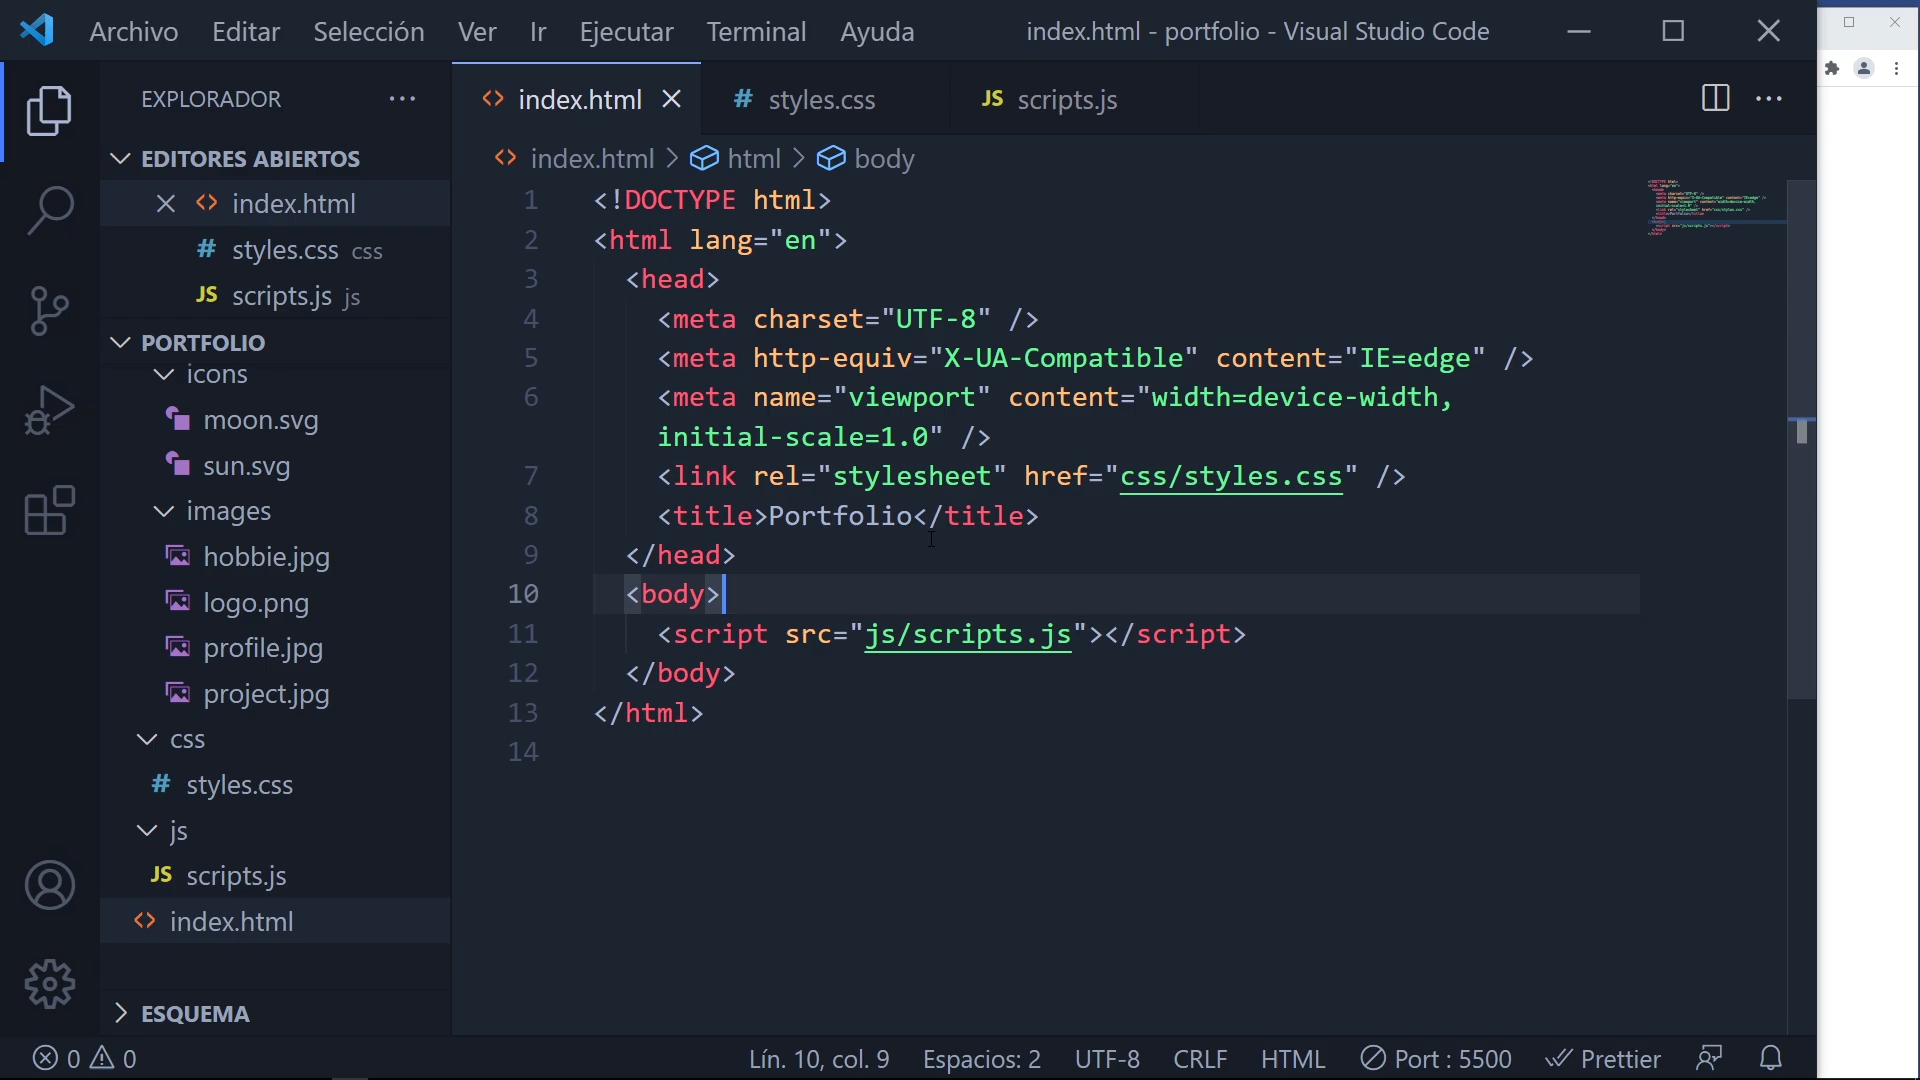 Archivo Editar Selección Ver Ir Ejecutar Terminal Ayuda index.html - portfolio - Visual Studio Code
EXPLORADOR
EDITORES ABIERTOS
index.html
styles.css css
scripts.js js
PORTFOLIO
icons
moon.svg
sun.svg
images
hobbie.jpg
logo.png
profile.jpg
project.jpg
css
styles.css
js
JS scripts.js
index.html
ESQUEMA
index.html # styles.css JS scripts.js
index.html > html > body
1 <!DOCTYPE html>
2 <html lang="en">
3 <head>
4 <meta charset="UTF-8" />
5 <meta http-equiv="X-UA-Compatible" content="IE=edge" />
6 <meta name="viewport" content="width=device-width,
initial-scale=1.0" />
7 <link rel="stylesheet" href="css/styles.css" />
8 <title>Portfolio</title>
9 </head>
10 <body>
11 <script src="js/scripts.js"></script>
12 </body>
13 </html>
14
0 0 Lín. 10, col. 9 Espacios: 2 UTF-8 CRLF HTML Port : 5500 Prettier